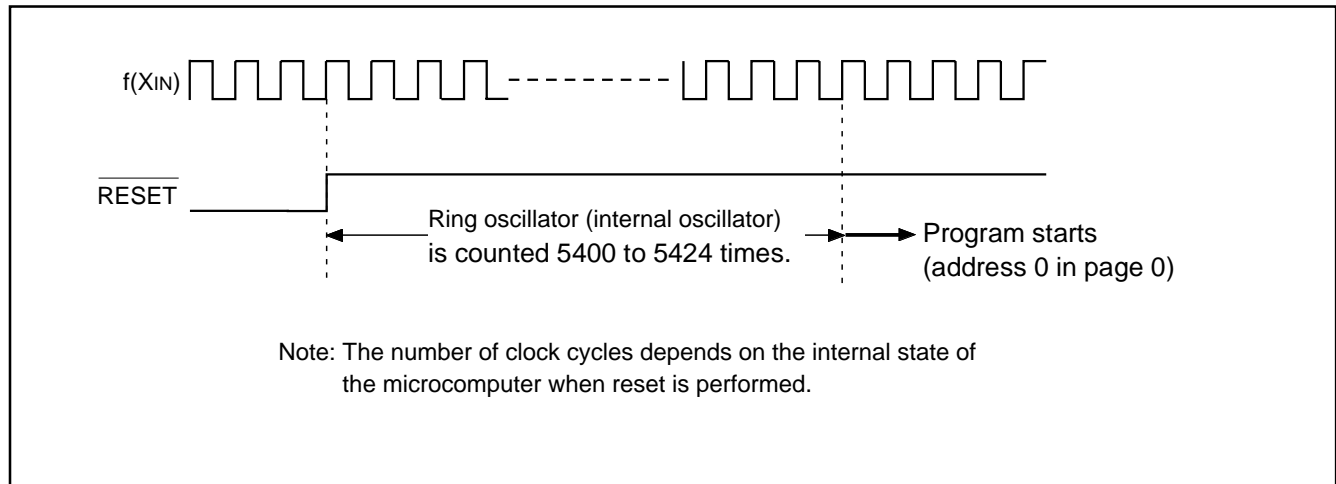 f(XIN)
RESET
Ring oscillator (internal oscillator)
is counted 5400 to 5424 times.
Program starts
(address 0 in page 0)
Note: The number of clock cycles depends on the internal state of
the microcomputer when reset is performed.